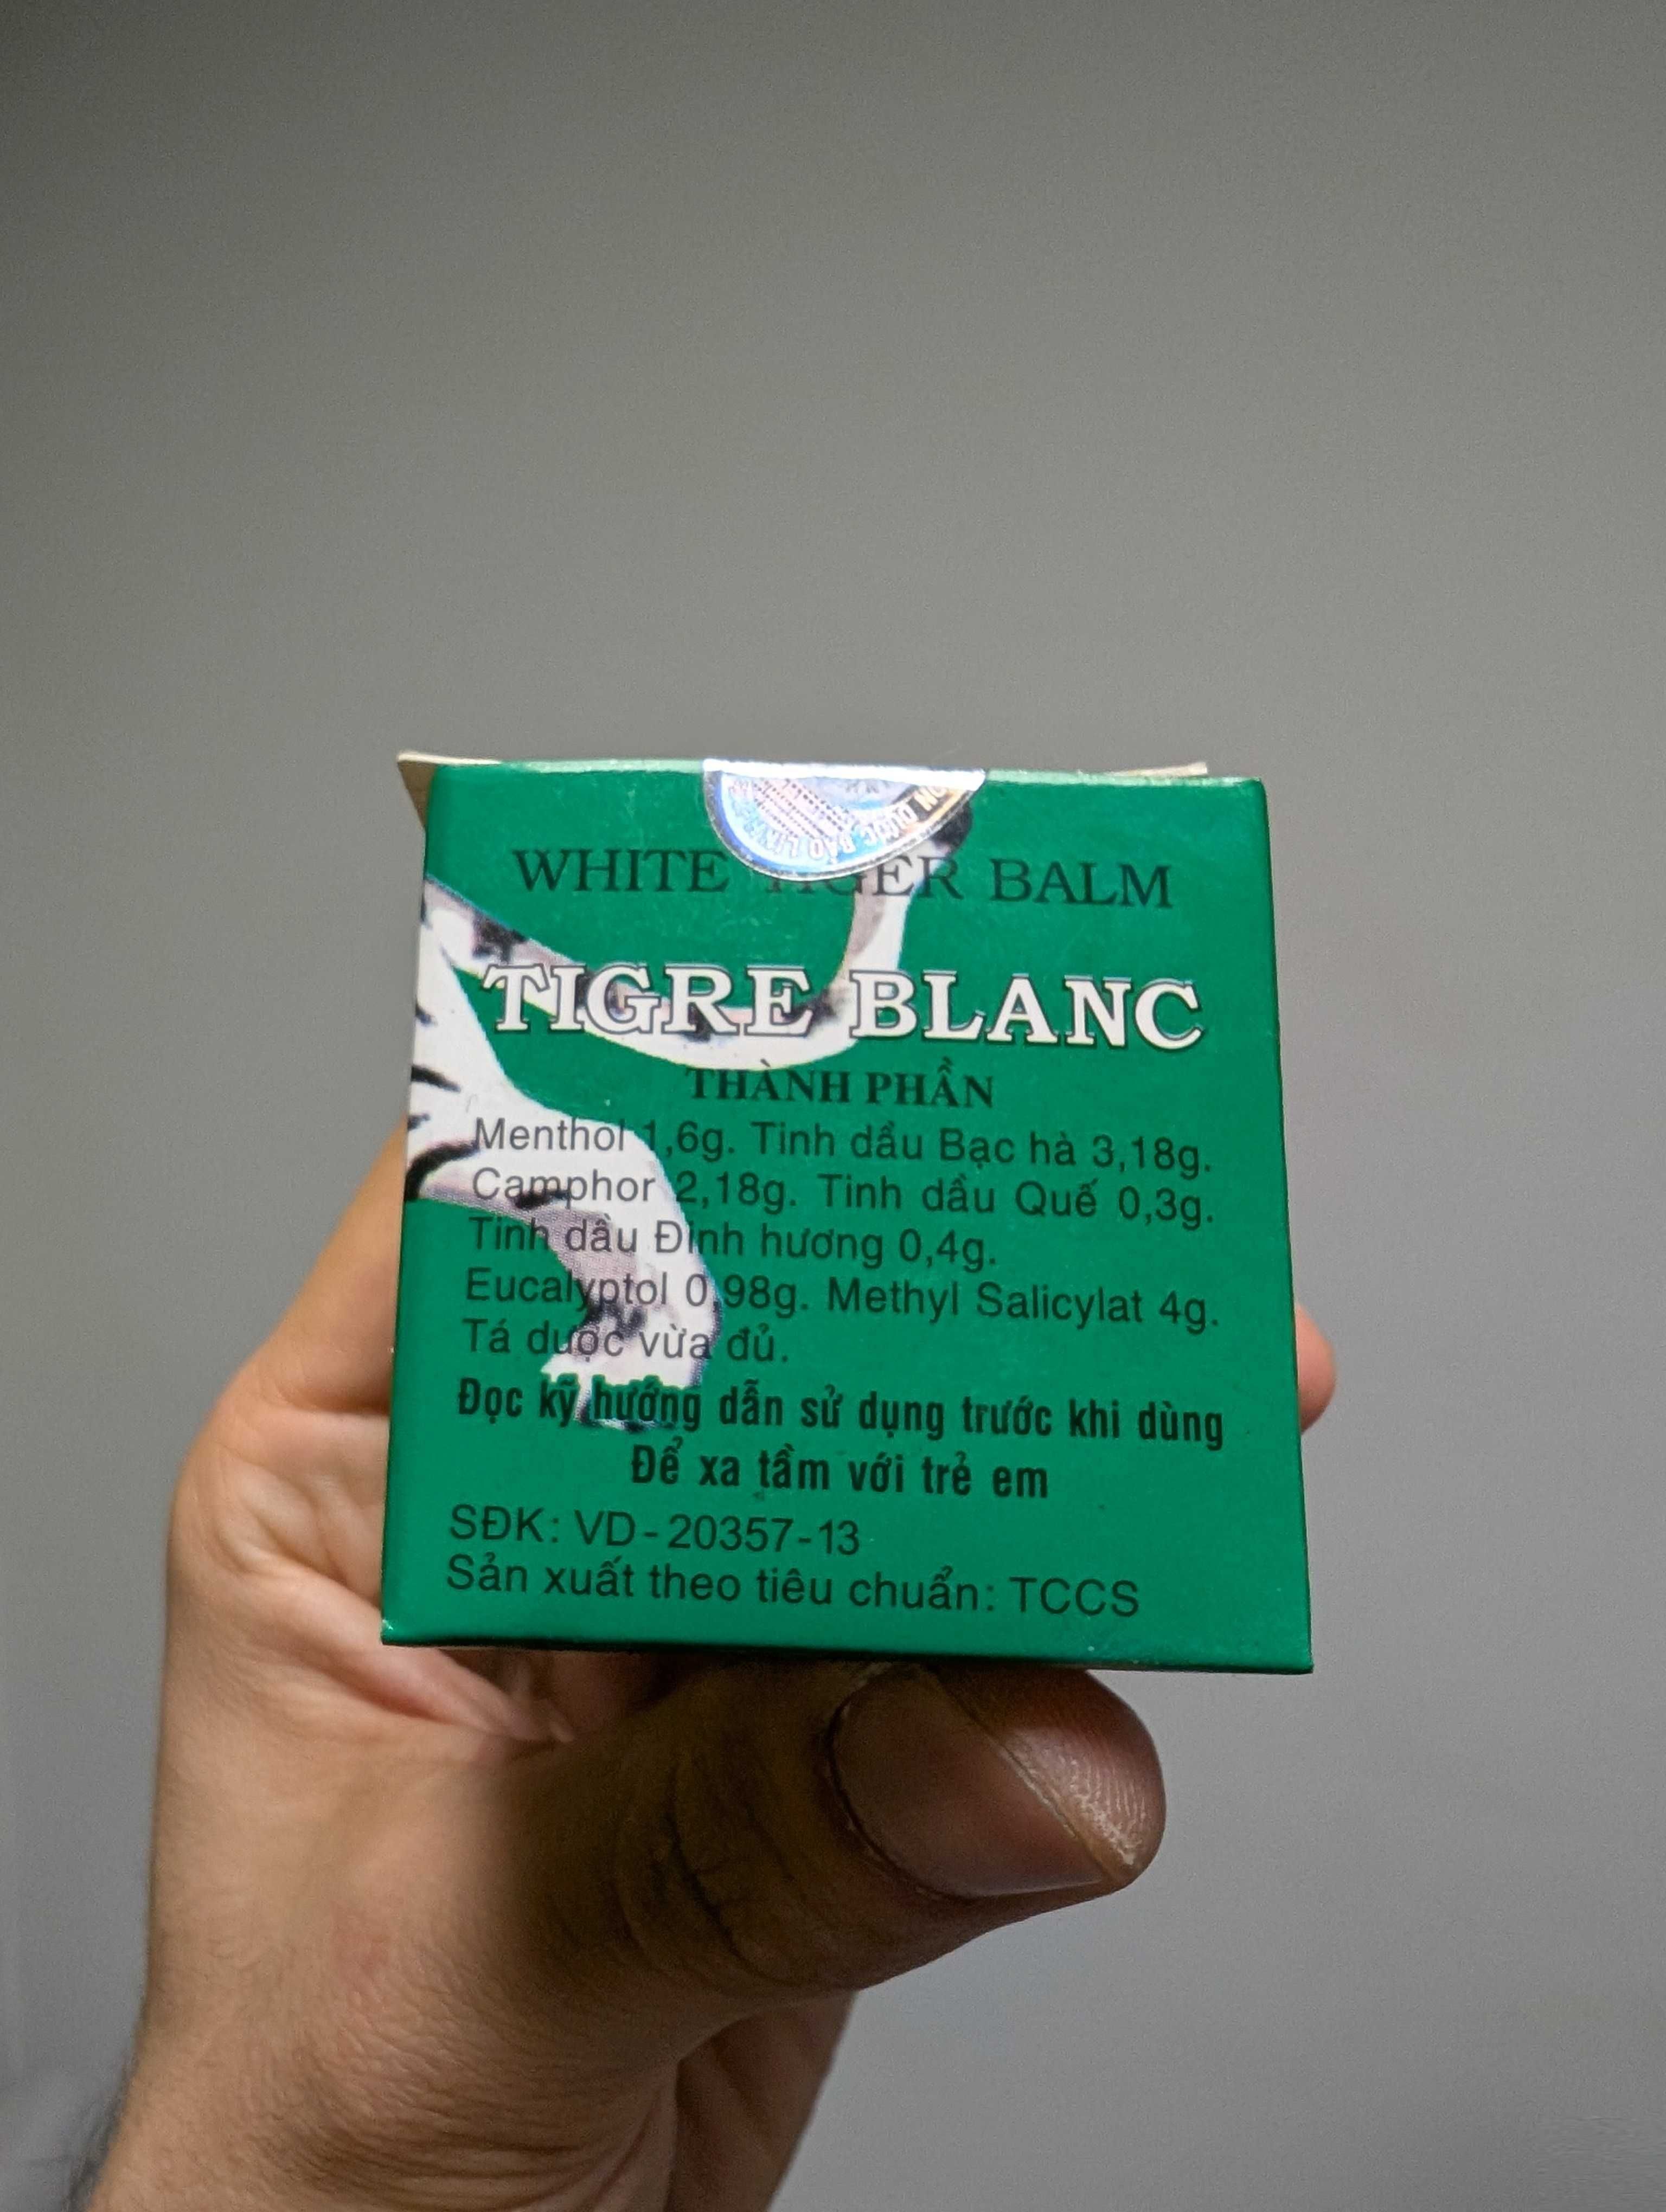 WHITE TIGER BALM
TIGRE BLANC
THÀNH PHẦN
Menthol 1,6g. Tinh dầu Bạc hà 3,18g.
Camphor 2,18g. Tinh dầu Quế 0,3g.
Tinh dầu Đinh hương 0,4g.
Eucalyptol 0,98g. Methyl Salicylat 4g.
Tá dược vừa đủ.
Đọc kỹ hướng dẫn sử dụng trước khi dùng
Để xa tầm với trẻ em
SĐK: VD-20357-13
Sản xuất theo tiêu chuẩn: TCCS